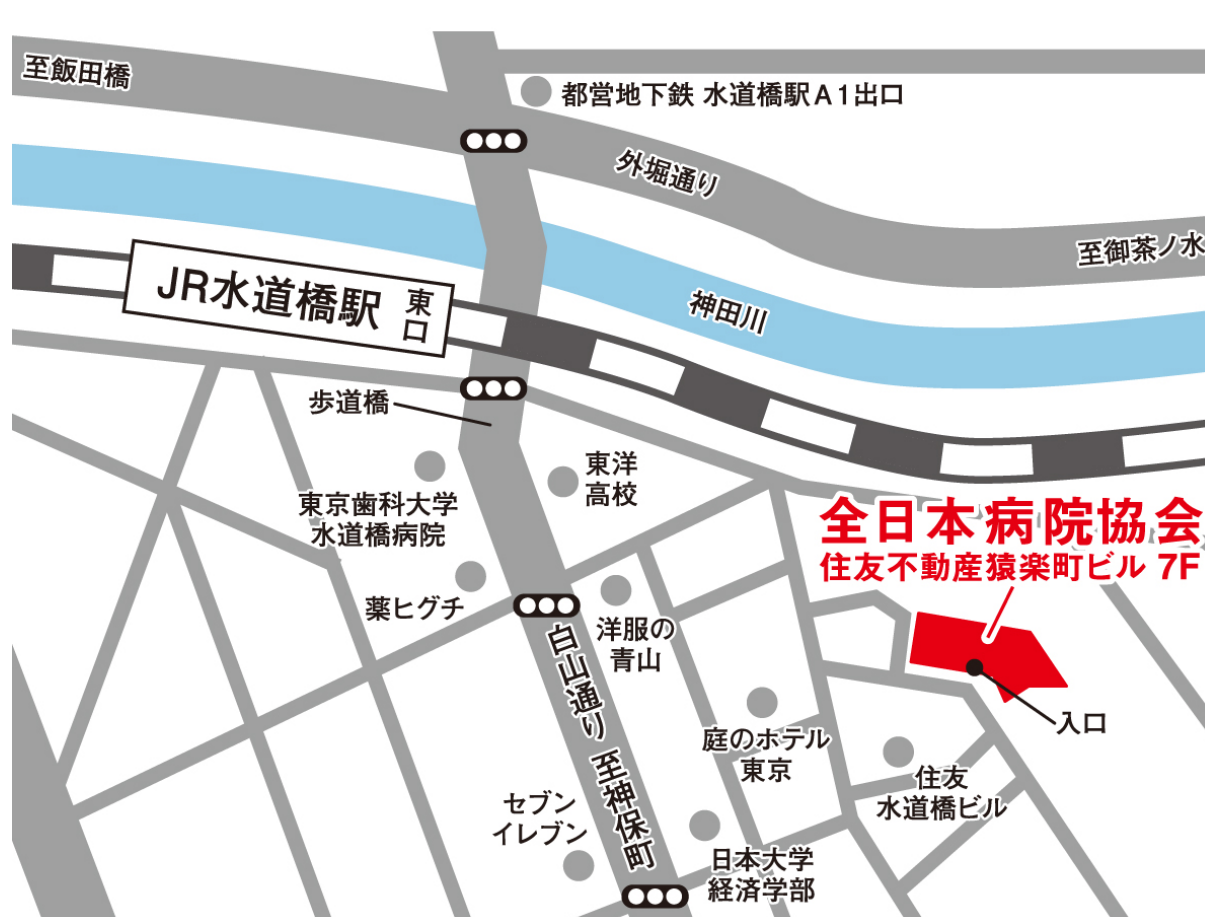 至飯田橋
都営地下鉄 水道橋駅A1出口
外堀通り
至御茶ノ水
JR水道橋駅
東口
神田川
歩道橋
東洋
高校
東京歯科大学
水道橋病院
全日本病院協会
住友不動産猿楽町ビル 7F
薬ヒグチ
洋服の
青山
白山通り 至神保町
入口
庭のホテル
東京
住友
水道橋ビル
セブン
イレブン
日本大学
経済学部